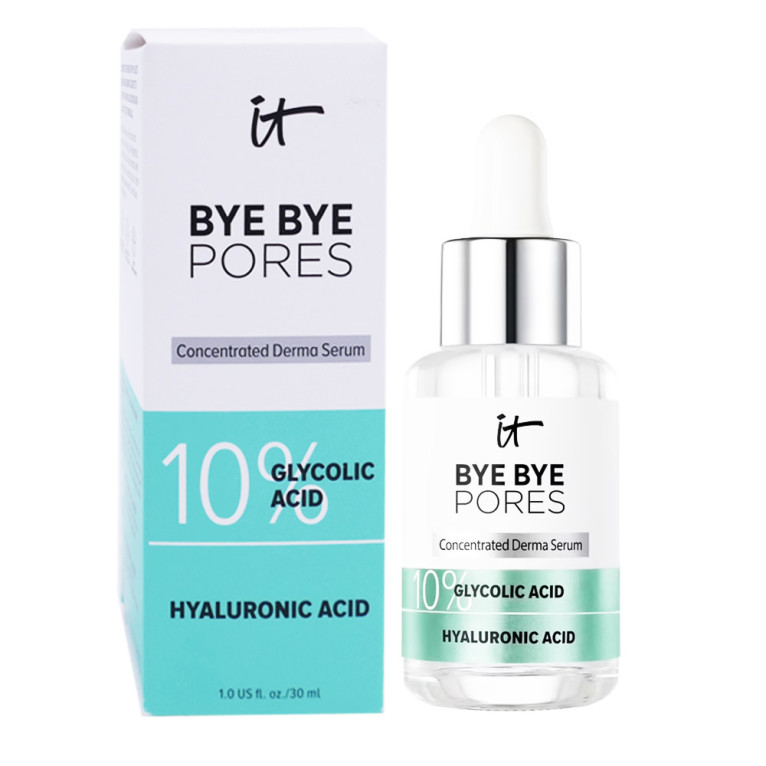 it
BYE BYE
PORES
Concentrated Derma Serum
10% GLYCOLIC
ACID
HYALURONIC ACID
1.0 US fl. oz./30 ml
it
BYE BYE
PORES
Concentrated Derma Serum
10% GLYCOLIC ACID
HYALURONIC ACID